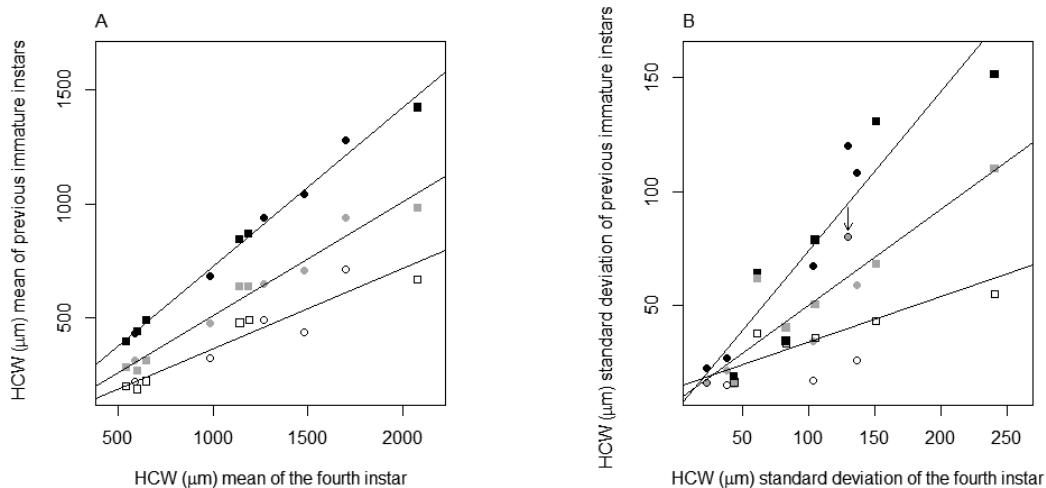 A
HCW (μm) mean of previous immature instars
1500
1000
500
500 1000 1500 2000
HCW (μm) mean of the fourth instar
B
HCW (μm) standard deviation of previous immature instars
150
100
50
50 100 150 200 250
HCW (μm) standard deviation of the fourth instar